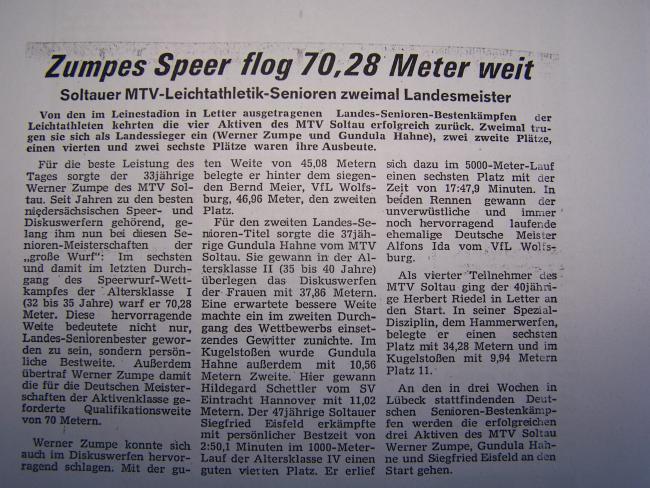 Zumpes Speer flog 70,28 Meter weit
Soltauer MTV-Leichtathletik-Senioren zweimal Landesmeister
Von den im Leinestadion in Letter ausgetragenen Landes-Senioren-Bestenkämpfen der
Leichtathleten kehrten die vier Aktiven des MTV Soltau erfolgreich zurück. Zweimal tru-
gen sie sich als Landessieger ein (Werner Zumpe und Gundula Hahne), zwei zweite Plätze,
einen vierten und zwei sechste Plätze waren ihre Ausbeute.
Für die beste Leistung des
Tages sorgte der 33jährige
Werner Zumpe des MTV Sol-
tau. Seit Jahren zu den besten
niedersächsischen Speer- und
Diskuswerfern gehörend, ge-
lang ihm nun bei diesen Se-
nioren-Meisterschaften der
„große Wurf“: Im sechsten
und damit im letzten Durch-
gang des Speerwurf-Wett-
kampfes der Altersklasse I
(32 bis 35 Jahre) warf er 70,28
Meter. Diese hervorragende
Weite bedeutete nicht nur,
Landes-Seniorenbester gewor-
den zu sein, sondern persön-
liche Bestweite. Außerdem
übertraf Werner Zumpe damit
die für die Deutschen Meister-
schaften der Aktivenklasse ge-
forderte Qualifikationsweite
von 70 Metern.
Werner Zumpe konnte sich
auch im Diskuswerfen hervor-
ragend schlagen. Mit der gu-
ten Weite von 45,08 Metern
belegte er hinter dem siegen-
den Bernd Meier, VfL Wolfs-
burg, 46,96 Meter, den zweiten
Platz.
Für den zweiten Landes-Se-
nioren-Titel sorgte die 37jäh-
rige Gundula Hahne vom MTV
Soltau. Sie gewann in der Al-
tersklasse II (35 bis 40 Jahre)
überlegen das Diskuswerfen
der Frauen mit 37,86 Metern.
Eine erwartete bessere Weite
machte ein im zweiten Durch-
gang des Wettbewerbs einset-
zendes Gewitter zunichte. Im
Kugelstoßen wurde Gundula
Hahne außerdem mit 10,56
Metern Zweite. Hier gewann
Hildegard Schettler vom SV
Eintracht Hannover mit 11,02
Metern. Der 47jährige Soltauer
Siegfried Eisfeld erkämpfte
mit persönlicher Bestzeit von
2:50,1 Minuten im 1000-Meter-
Lauf der Altersklasse IV einen
guten vierten Platz. Er erlief
sich dazu im 5000-Meter-Lauf
einen sechsten Platz mit der
Zeit von 17:47,9 Minuten. In
beiden Rennen gewann der
unverwüstliche und immer
noch hervorragend laufende
ehemalige Deutsche Meister
Alfons Ida vom VfL Wolfs-
burg.
Als vierter Teilnehmer des
MTV Soltau ging der 40jähri-
ge Herbert Riedel in Letter an
den Start. In seiner Spezial-
Disziplin, dem Hammerwerfen,
belegte er einen sechsten
Platz mit 34,28 Metern und im
Kugelstoßen mit 9,94 Metern
Platz 11.
An den in drei Wochen in
Lübeck stattfindenden Deut-
schen Senioren-Bestenkämp-
fen werden die erfolgreichen
drei Aktiven des MTV Soltau
Werner Zumpe, Gundula Hah-
ne und Siegfried Eisfeld an den
Start gehen.